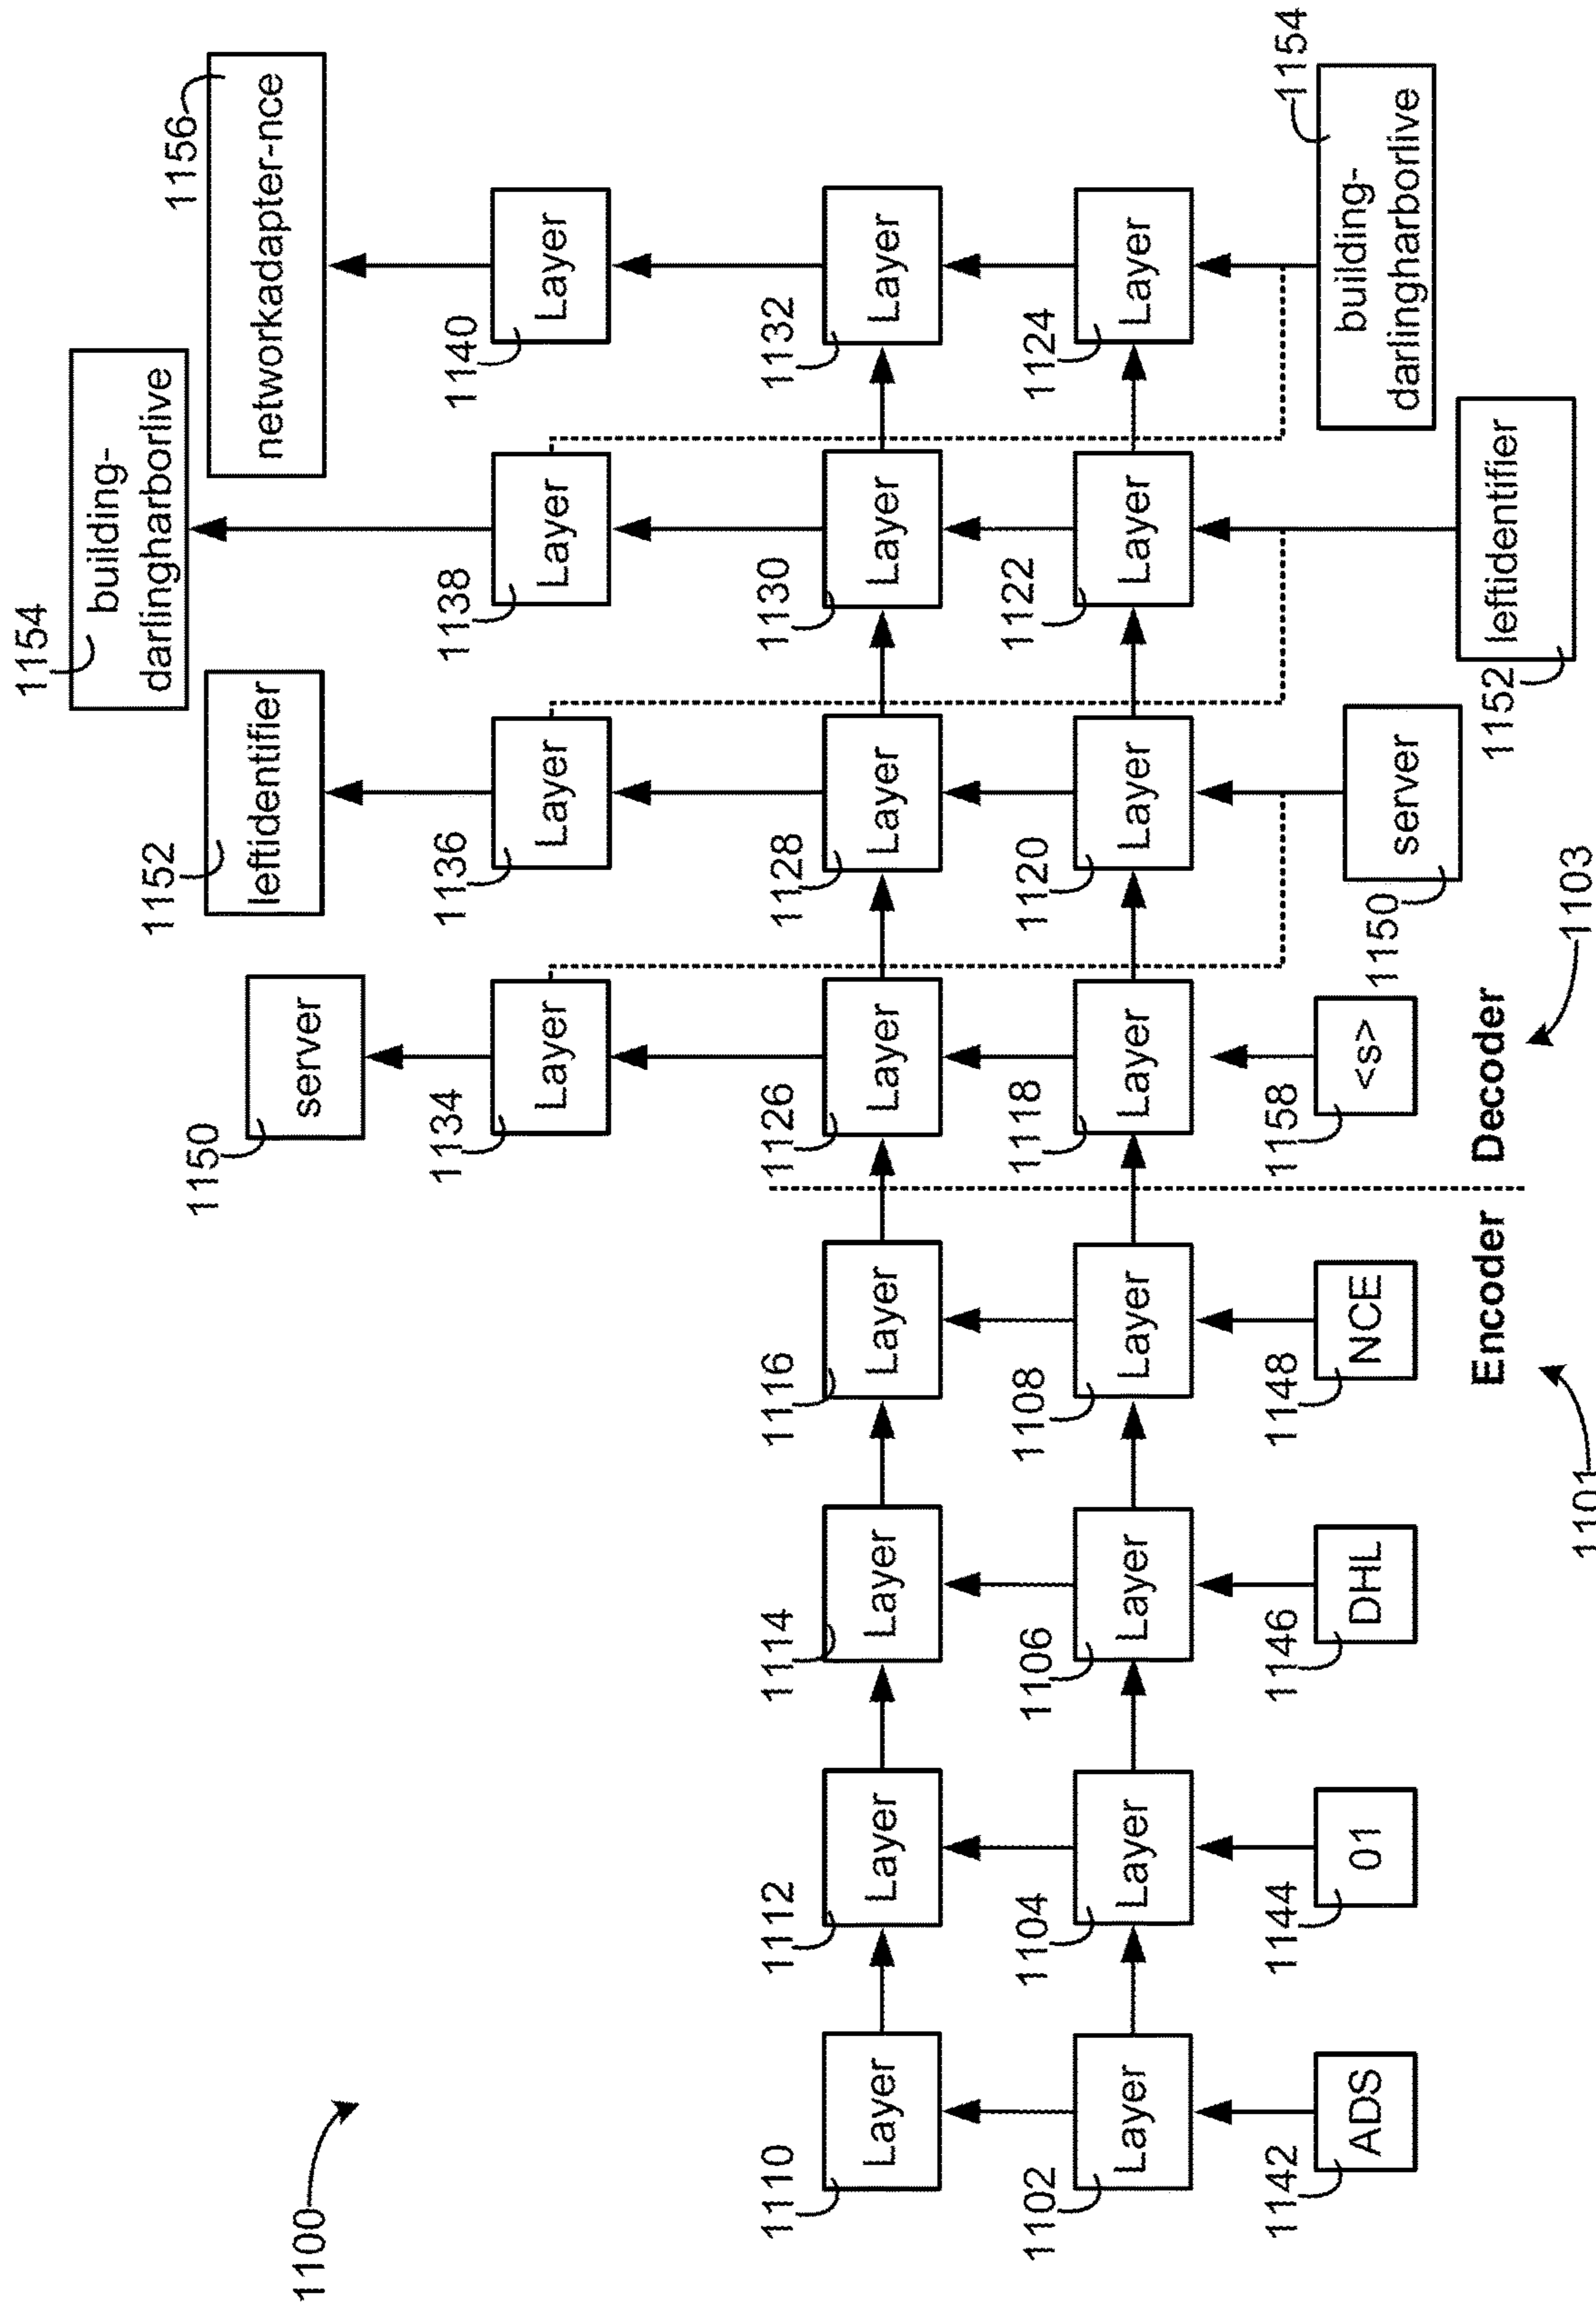 1100
1154
building-
darlingharborlive
1156
networkadapter-nce
1152
leftidentifier
1150
server
1134
Layer
1136
Layer
1138
Layer
1140
Layer
1110
Layer
1112
Layer
1114
Layer
1116
Layer
1126
Layer
1128
Layer
1130
Layer
1132
Layer
1102
Layer
1104
Layer
1106
Layer
1108
Layer
1118
Layer
1120
Layer
1122
Layer
1124
Layer
1142
ADS
1144
01
1146
DHL
1148
NCE
1158
<s>
1150
server
1152
leftidentifier
1154
building-
darlingharborlive
Encoder
Decoder
1101
1103